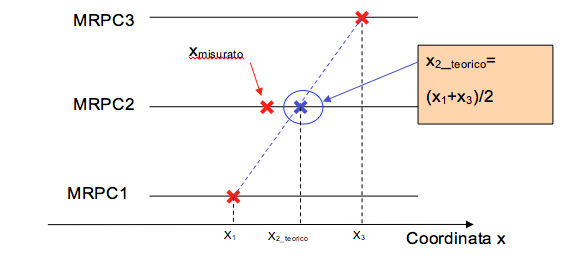 MRPC3
xmisurato
x2_teorico=
(x1+x3)/2
MRPC2
MRPC1
x1
x2_teorico
x3
Coordinata x